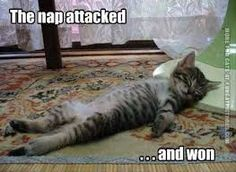 The nap attacked
. . . and won